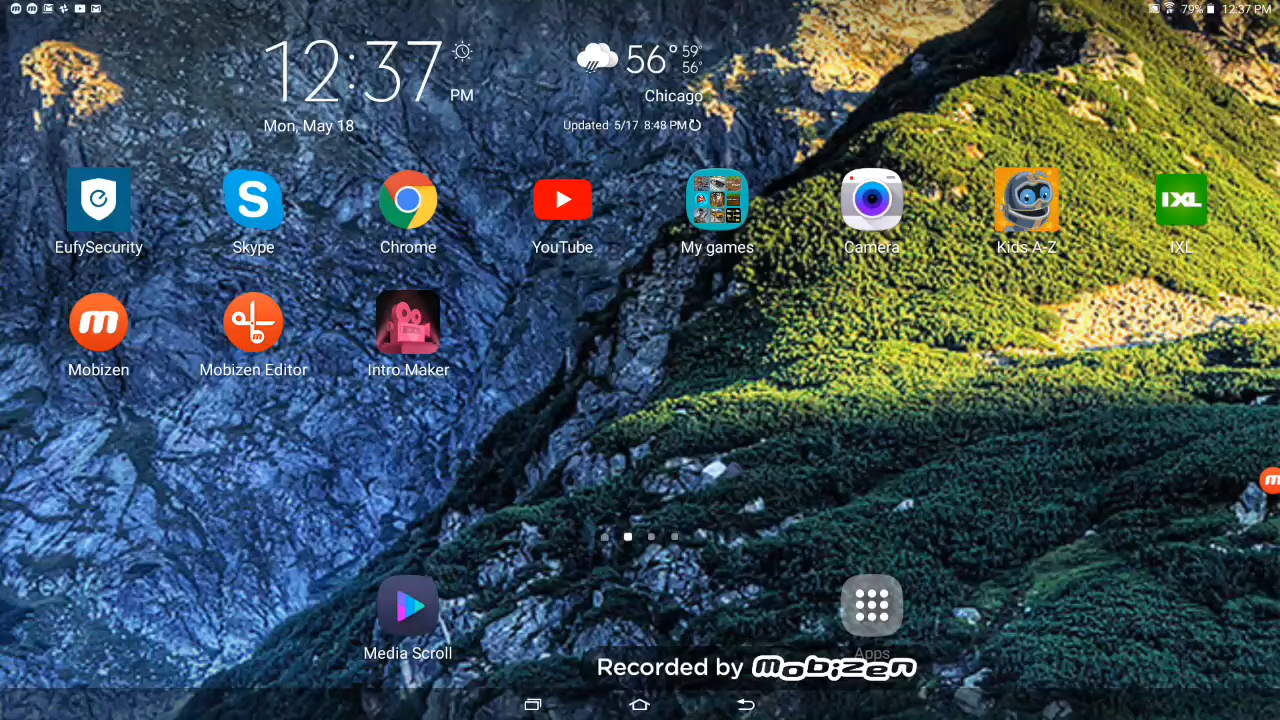 79% 12:37 PM
12:37 PM
56° 59° 56°
Chicago
Mon, May 18
Updated 5/17 8:48 PM
S
IXL
EufySecurity Skype Chrome YouTube My games Camera Kids A-Z IXL
m m m
Mobizen Mobizen Editor Intro Maker
Media Scroll Apps
Recorded by mobizen